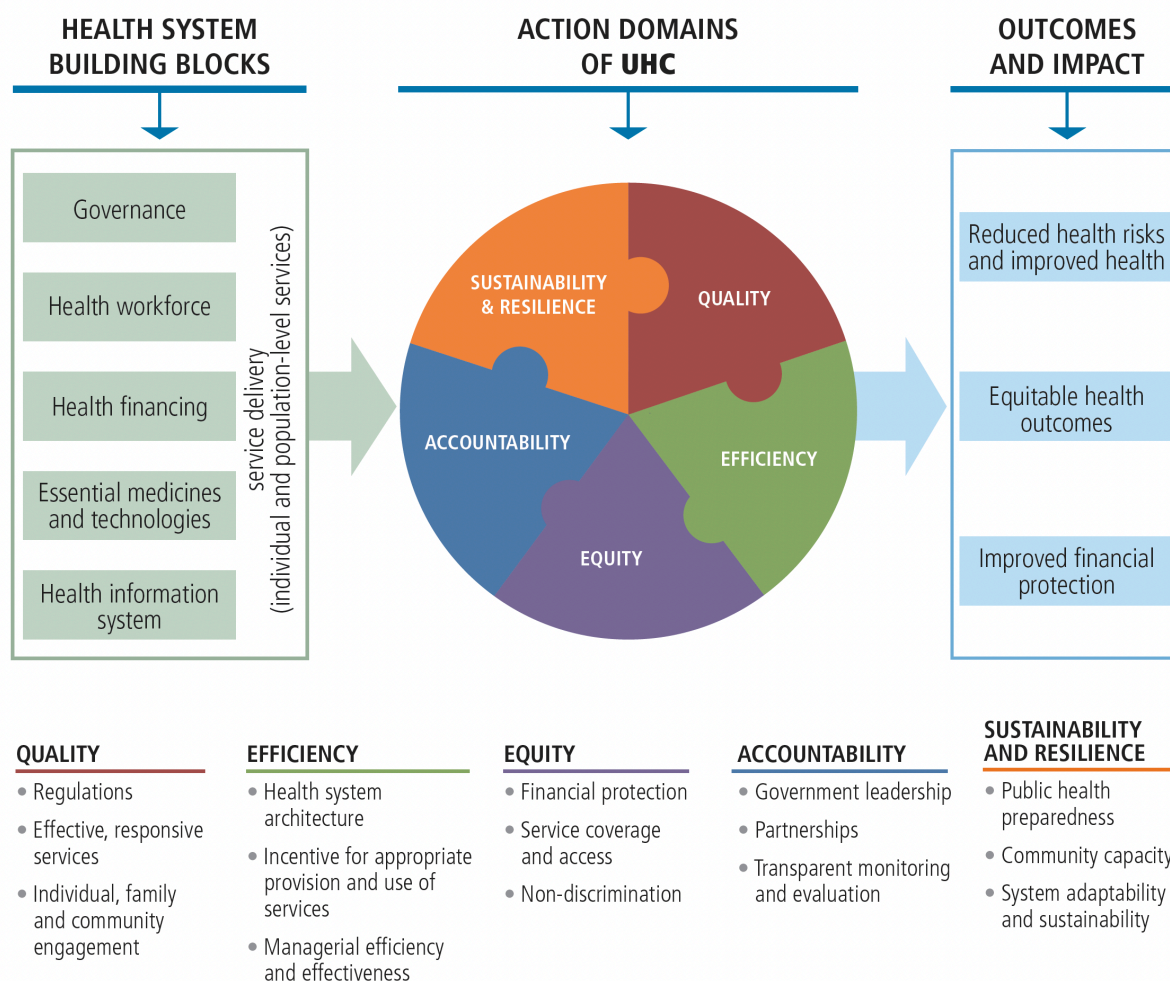 HEALTH SYSTEM
BUILDING BLOCKS
ACTION DOMAINS
OF UHC
OUTCOMES
AND IMPACT
Governance
Health workforce
Health financing
Essential medicines
and technologies
Health information
system
service delivery
(individual and population-level services)
SUSTAINABILITY
& RESILIENCE
QUALITY
ACCOUNTABILITY
EFFICIENCY
EQUITY
Reduced health risks
and improved health
Equitable health
outcomes
Improved financial
protection
QUALITY
• Regulations
• Effective, responsive
services
• Individual, family
and community
engagement
EFFICIENCY
• Health system
architecture
• Incentive for appropriate
provision and use of
services
• Managerial efficiency
and effectiveness
EQUITY
• Financial protection
• Service coverage
and access
• Non-discrimination
ACCOUNTABILITY
• Government leadership
• Partnerships
• Transparent monitoring
and evaluation
SUSTAINABILITY
AND RESILIENCE
• Public health
preparedness
• Community capacity
• System adaptability
and sustainability